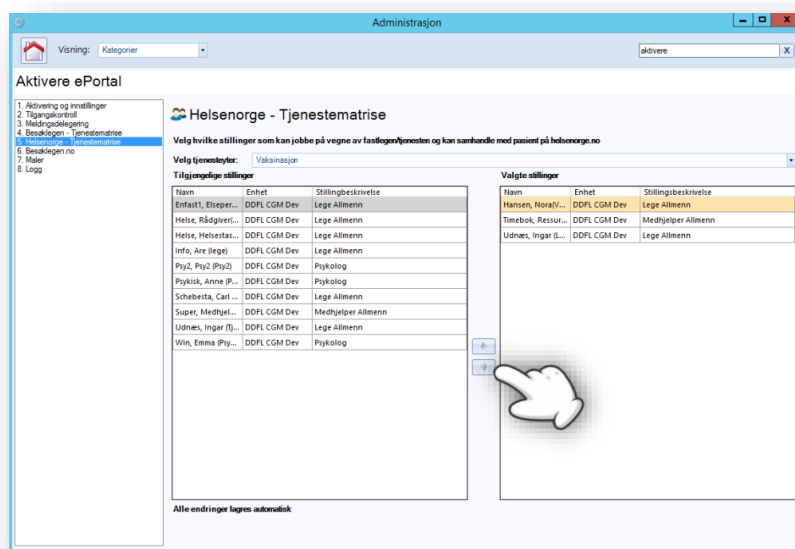 Administrasjon
Visning: Kategorier
aktivere X
Aktivere ePortal
1. Aktivering og innstillinger
2. Tilgangskontroll
3. Meldingsdelegering
4. Besøklegen - Tjenestematrise
5. Helsenorge - Tjenestematrise
6. Besøklegen.no
7. Maler
8. Logg
Helsenorge - Tjenestematrise
Velg hvilke stillinger som kan jobbe på vegne av fastlegen/tjenesten og kan samhandle med pasient på helsenorge.no
Velg tjenesteyter: Vaksinasjon
Tilgjengelige stillinger
Navn Enhet Stillingbeskrivelse
Enfast1, Elseper... DDFL CGM Dev Lege Allmenn
Helse, Rådgiver(... DDFL CGM Dev Lege Allmenn
Helse, Helsestas... DDFL CGM Dev Lege Allmenn
Info, Are (lege) DDFL CGM Dev Lege Allmenn
Psy2, Psy2 (Psy2) DDFL CGM Dev Psykolog
Psykisk, Anne (P... DDFL CGM Dev Psykolog
Schebesta, Carl ... DDFL CGM Dev Lege Allmenn
Super, Medhjel... DDFL CGM Dev Medhjelper Allmenn
Udnæs, Ingar (Tj... DDFL CGM Dev Lege Allmenn
Win, Emma (Psy... DDFL CGM Dev Psykolog
Valgte stillinger
Navn Enhet Stillingsbeskrivelse
Hansen, Nora(V... DDFL CGM Dev Lege Allmenn
Timebok, Ressur... DDFL CGM Dev Medhjelper Allmenn
Udnæs, Ingar (L... DDFL CGM Dev Lege Allmenn
Alle endringer lagres automatisk